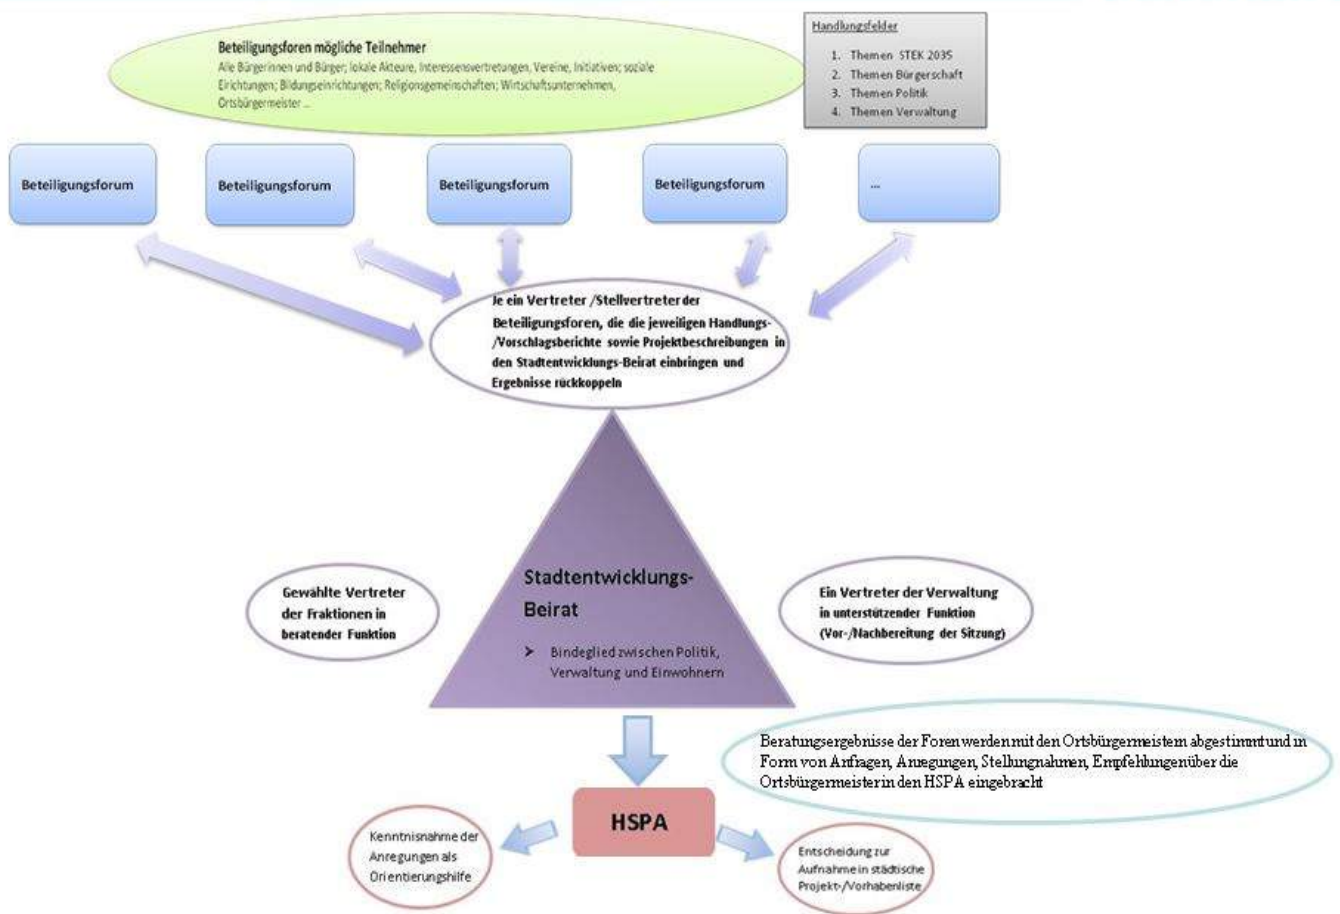 Beteiligungsforen mögliche Teilnehmer
Alle Bürgerinnen und Bürger; lokale Akteure, Interessensvertretungen, Vereine, Initiativen; soziale
Eirichtungen; Bildungseinrichtungen; Religionsgemeinschaften; Wirtschaftsunternehmen,
Ortsbürgermeister ...
Handlungsfelder
1. Themen STEK 2035
2. Themen Bürgerschaft
3. Themen Politik
4. Themen Verwaltung
Beteiligungsforum
Beteiligungsforum
Beteiligungsforum
Beteiligungsforum
...
Je ein Vertreter /Stellvertreter der
Beteiligungsforen, die die jeweiligen Handlungs-
/Vorschlagsberichte sowie Projektbeschreibungen in
den Stadtentwicklungs-Beirat einbringen und
Ergebnisse rückkoppeln
Gewählte Vertreter
der Fraktionen in
beratender Funktion
Stadtentwicklungs-
Beirat
➤ Bindeglied zwischen Politik,
Verwaltung und Einwohnern
Ein Vertreter der Verwaltung
in unterstützender Funktion
(Vor-/Nachbereitung der Sitzung)
Beratungsergebnisse der Foren werden mit den Ortsbürgermeistern abgestimmt und in
Form von Anfragen, Anregungen, Stellungnahmen, Empfehlungen über die
Ortsbürgermeister in den HSPA eingebracht
HSPA
Kenntnisnahme der
Anregungen als
Orientierungshilfe
Entscheidung zur
Aufnahme in städtische
Projekt-/Vorhabenliste